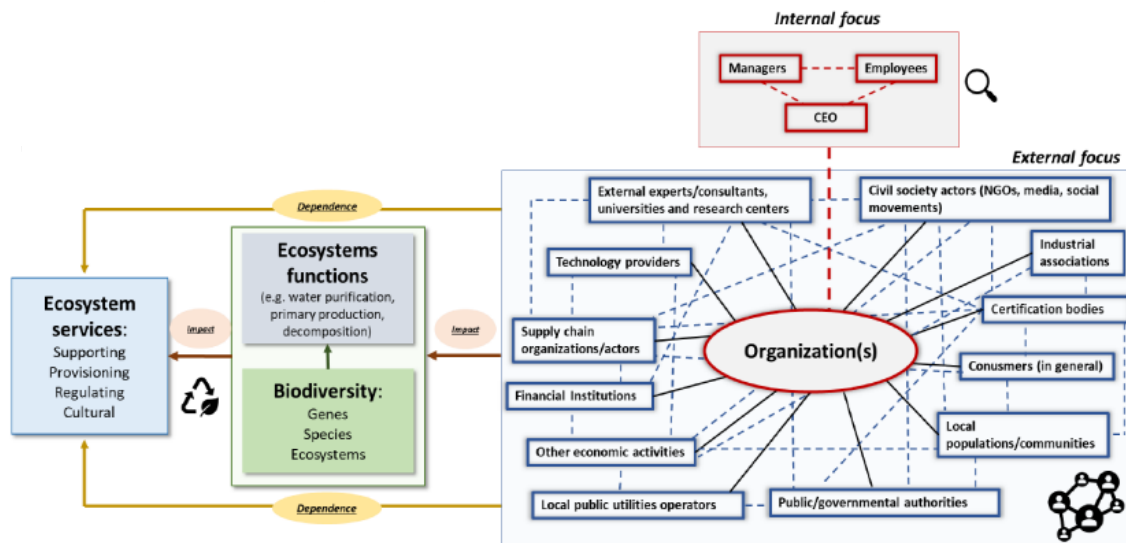 Internal focus
Managers
Employees
CEO
External focus
External experts/consultants,
universities and research centers
Civil society actors (NGOs, media, social
movements)
Dependence
Ecosystems
functions
(e.g. water purification,
primary production,
decomposition)
Technology providers
Industrial
associations
Ecosystem
services:
Supporting
Provisioning
Regulating
Cultural
Impact
Impact
Supply chain
organizations/actors
Organization(s)
Certification bodies
Conusmers (in general)
Biodiversity:
Genes
Species
Ecosystems
Financial Institutions
Other economic activities
Local
populations/communities
Dependence
Local public utilities operators
Public/governmental authorities